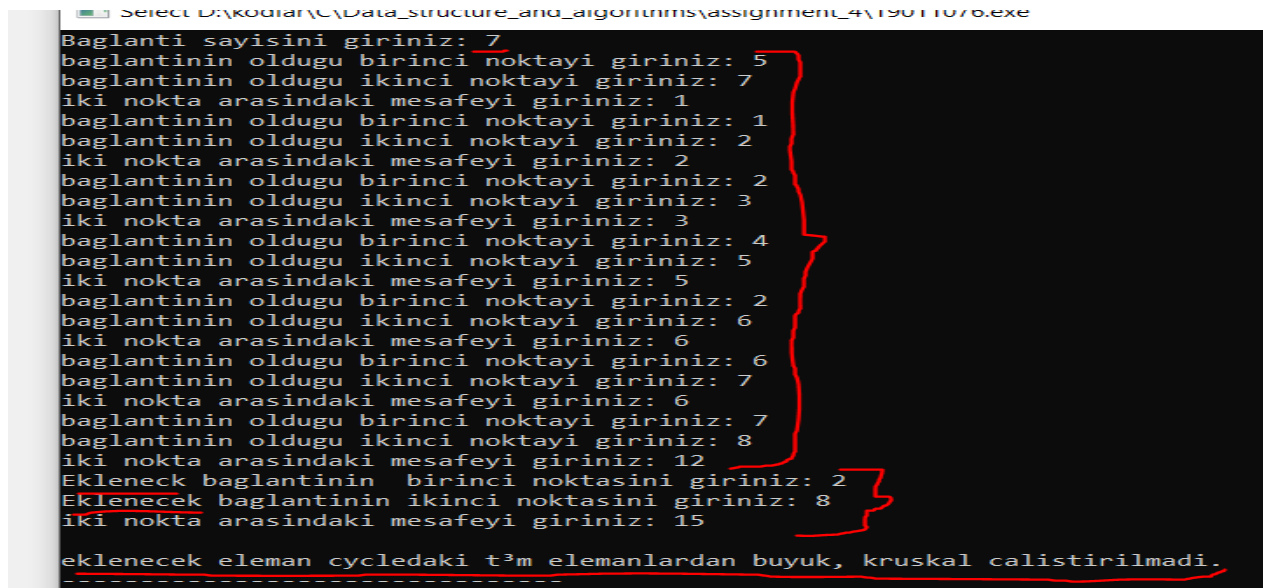 Select D:\kodlar\C\Data_structure_and_algorithms\assignment_4\19011076.exe
Baglanti sayisini giriniz: 7
baglantinin oldugu birinci noktayi giriniz: 5
baglantinin oldugu ikinci noktayi giriniz: 7
iki nokta arasindaki mesafeyi giriniz: 1
baglantinin oldugu birinci noktayi giriniz: 1
baglantinin oldugu ikinci noktayi giriniz: 2
iki nokta arasindaki mesafeyi giriniz: 2
baglantinin oldugu birinci noktayi giriniz: 2
baglantinin oldugu ikinci noktayi giriniz: 3
iki nokta arasindaki mesafeyi giriniz: 3
baglantinin oldugu birinci noktayi giriniz: 4
baglantinin oldugu ikinci noktayi giriniz: 5
iki nokta arasindaki mesafeyi giriniz: 5
baglantinin oldugu birinci noktayi giriniz: 2
baglantinin oldugu ikinci noktayi giriniz: 6
iki nokta arasindaki mesafeyi giriniz: 6
baglantinin oldugu birinci noktayi giriniz: 6
baglantinin oldugu ikinci noktayi giriniz: 7
iki nokta arasindaki mesafeyi giriniz: 6
baglantinin oldugu birinci noktayi giriniz: 7
baglantinin oldugu ikinci noktayi giriniz: 8
iki nokta arasindaki mesafeyi giriniz: 12
Ekleneck baglantinin  birinci noktasini giriniz: 2
Eklenecek baglantinin ikinci noktasini giriniz: 8
iki nokta arasindaki mesafeyi giriniz: 15
eklenecek eleman cycledaki t³m elemanlardan buyuk, kruskal calistirilmadi.
--------------------------------